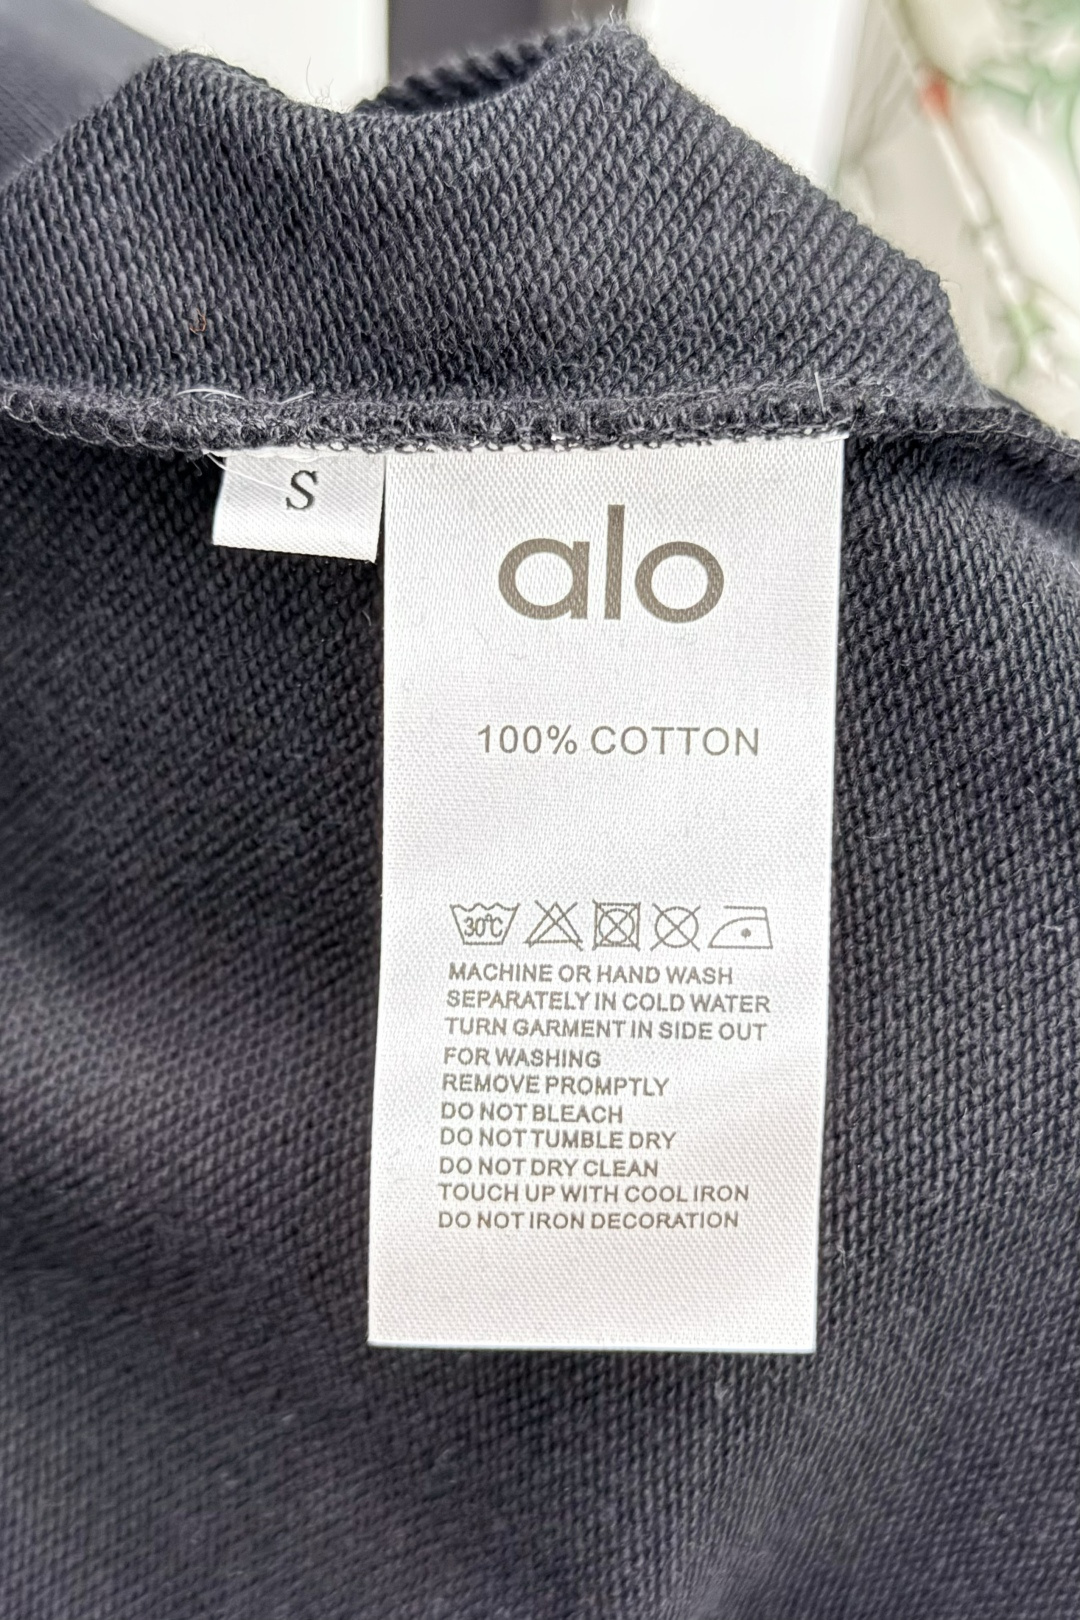 S
alo
100% COTTON
30℃
MACHINE OR HAND WASH
SEPARATELY IN COLD WATER
TURN GARMENT IN SIDE OUT
FOR WASHING
REMOVE PROMPTLY
DO NOT BLEACH
DO NOT TUMBLE DRY
DO NOT DRY CLEAN
TOUCH UP WITH COOL IRON
DO NOT IRON DECORATION